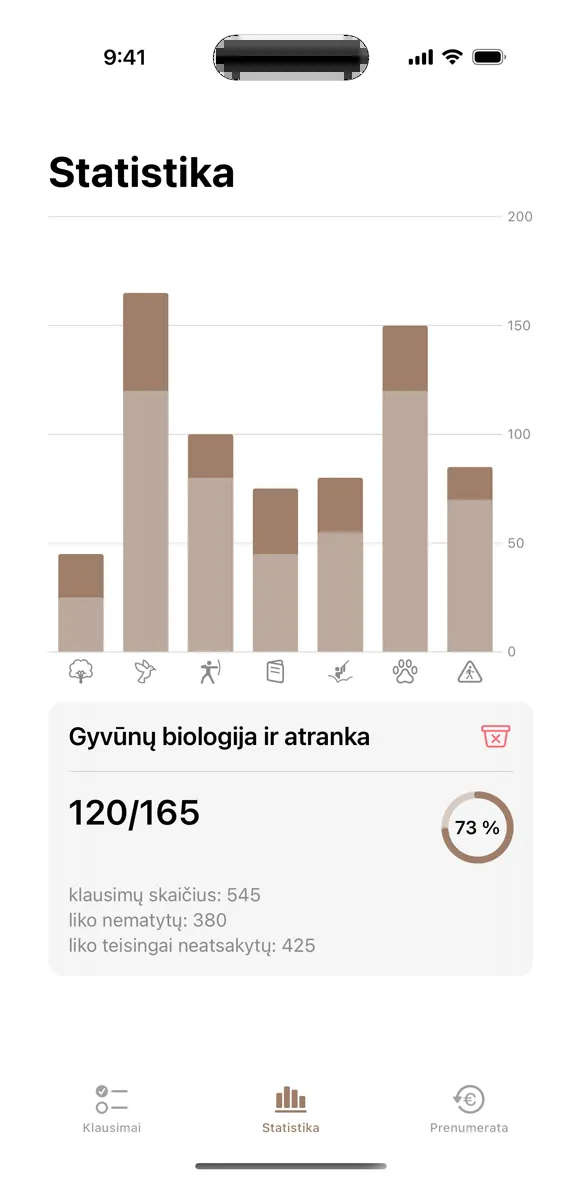 9:41
Statistika
200
150
100
50
0
Gyvūnų biologija ir atranka
120/165
73 %
klausimų skaičius: 545
liko nematytų: 380
liko teisingai neatsakytų: 425
Klausimai
Statistika
Prenumerata